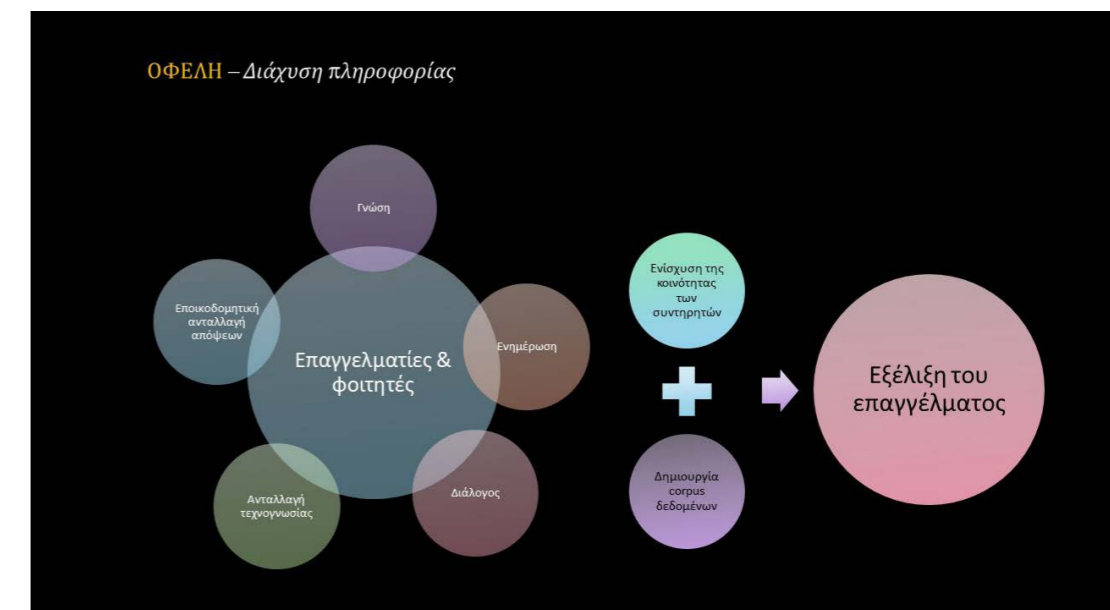 ΟΦΕΛΗ – Διάχυση πληροφορίας
Γνώση
Εποικοδομητική
ανταλλαγή
απόψεων
Επαγγελματίες &
φοιτητές
Ενημέρωση
Ανταλλαγή
τεχνογνωσίας
Διάλογος
Ενίσχυση της
κοινότητας
των
συντηρητών
Δημιουργία
corpus
δεδομένων
Εξέλιξη του
επαγγέλματος